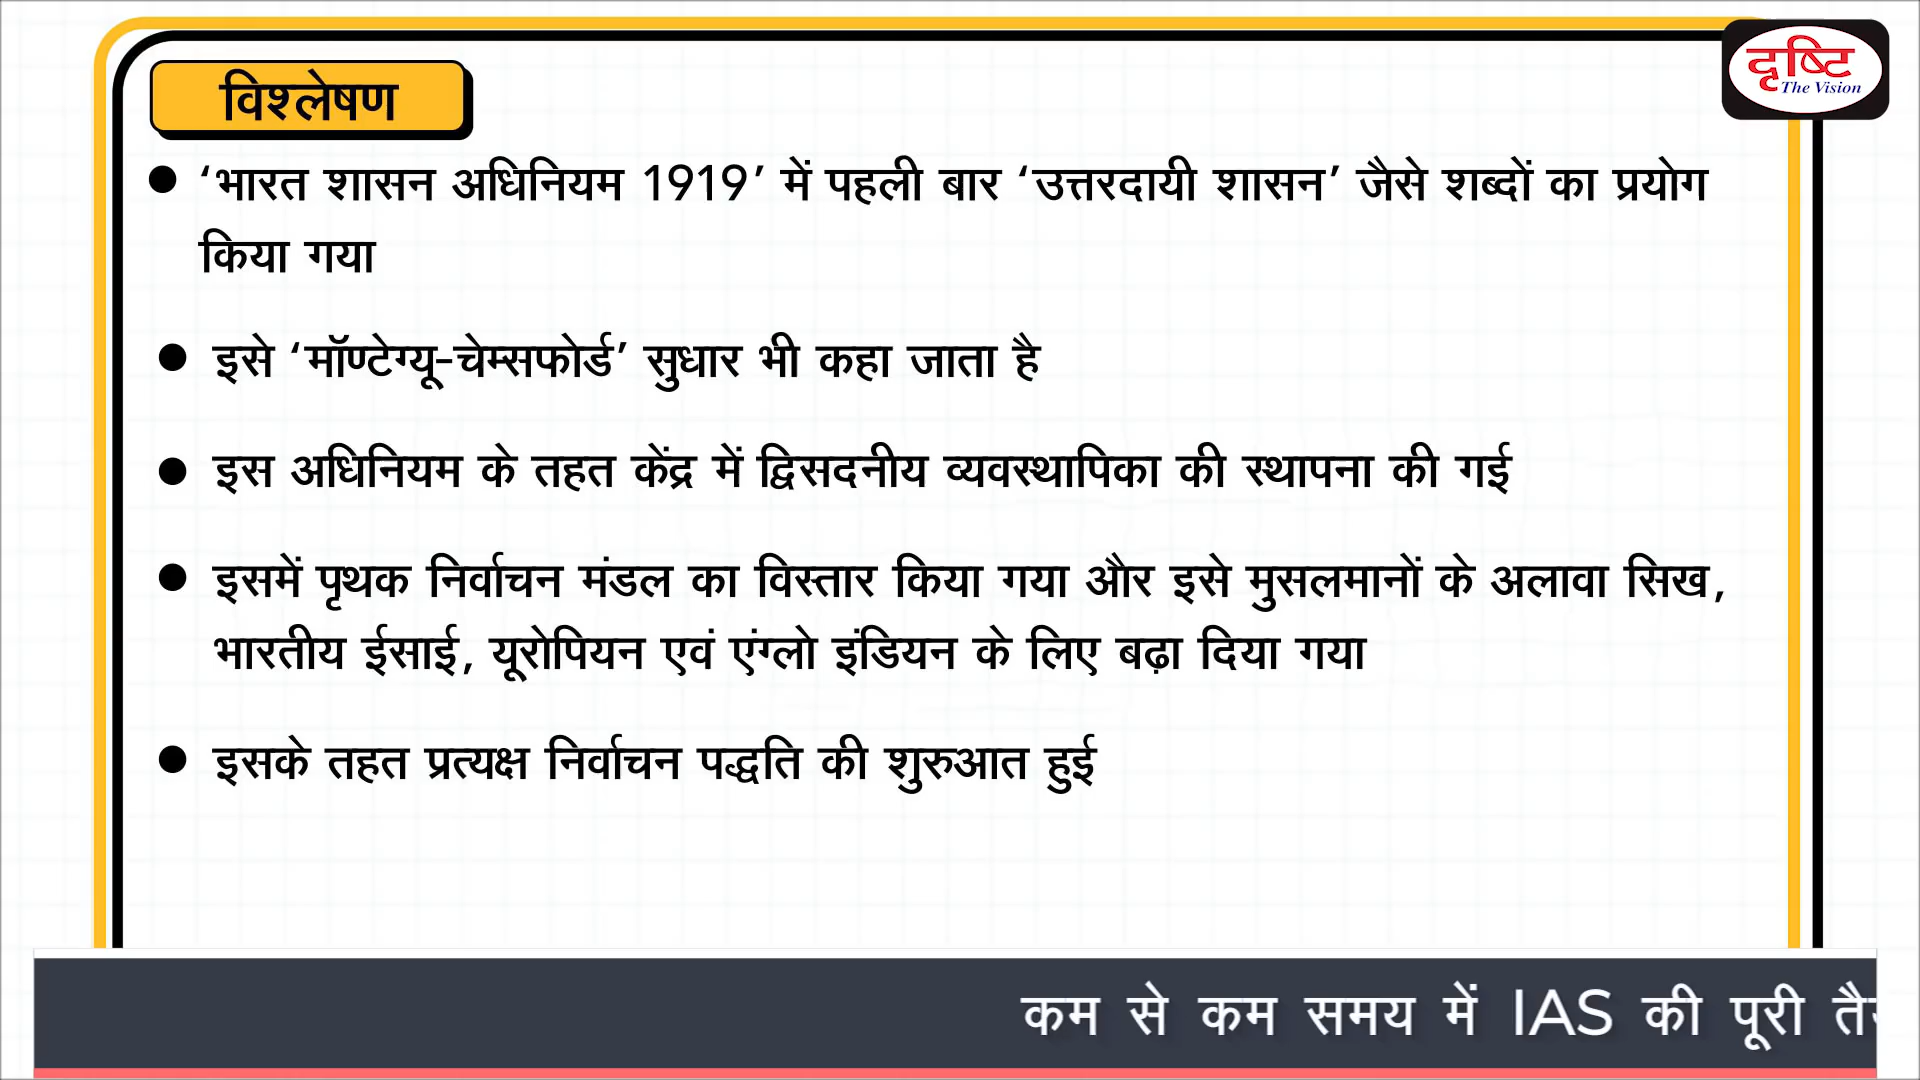 दृष्टि
The Vision
विश्लेषण
● ‘भारत शासन अधिनियम 1919’ में पहली बार ‘उत्तरदायी शासन’ जैसे शब्दों का प्रयोग
किया गया
● इसे ‘मॉण्टेग्यू-चेम्सफोर्ड’ सुधार भी कहा जाता है
● इस अधिनियम के तहत केंद्र में द्विसदनीय व्यवस्थापिका की स्थापना की गई
● इसमें पृथक निर्वाचन मंडल का विस्तार किया गया और इसे मुसलमानों के अलावा सिख,
भारतीय ईसाई, यूरोपियन एवं एंग्लो इंडियन के लिए बढ़ा दिया गया
● इसके तहत प्रत्यक्ष निर्वाचन पद्धति की शुरुआत हुई
कम से कम समय में IAS की पूरी